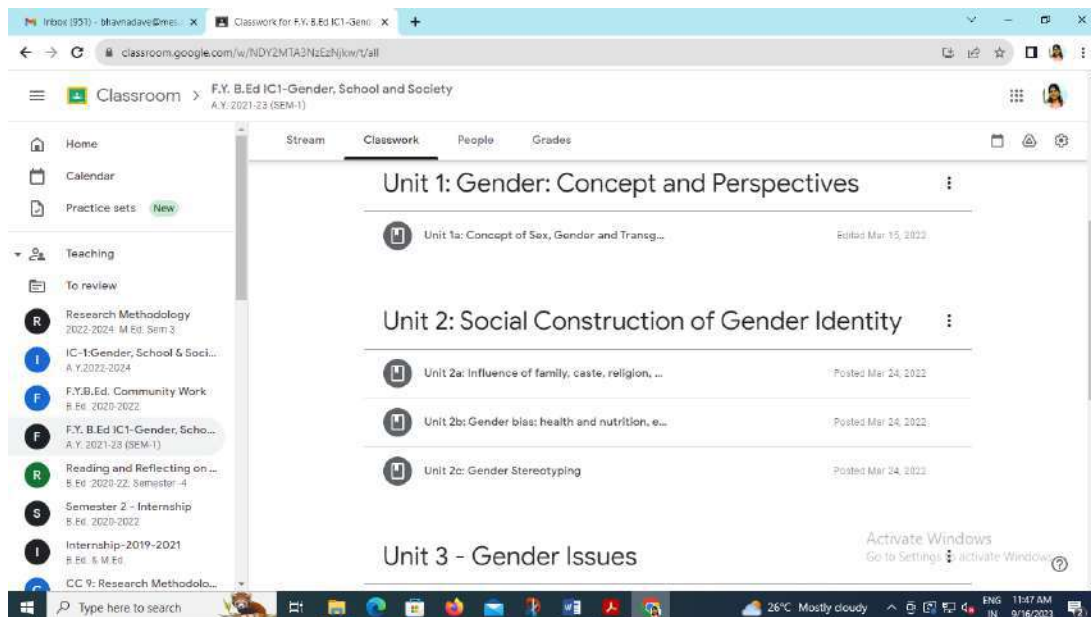 Inbox (951) - bhavnadave@mes
Classwork for F.Y. B.Ed IC1-Gend
classroom.google.com/w/NDY2MTA3NzEzNjkw/t/all
Classroom > F.Y. B.Ed IC1-Gender, School and Society
A.Y. 2021-23 (SEM-1)
Home
Calendar
Practice sets New
Teaching
To review
R Research Methodology
2022-2024 M.Ed. Sem 3
I IC-1:Gender, School & Soci...
A.Y.2022-2024
F F.Y.B.Ed. Community Work
B.Ed. 2020-2022
F F.Y. B.Ed IC1-Gender, Scho...
A.Y. 2021-23 (SEM-1)
R Reading and Reflecting on ...
B.Ed. 2020-22, Semester -4
S Semester 2 - Internship
B.Ed. 2020-2022
I Internship-2019-2021
B.Ed. & M.Ed.
C CC 9: Research Methodolo...
Stream Classwork People Grades
Unit 1: Gender: Concept and Perspectives
Unit 1a: Concept of Sex, Gender and Transg... Edited Mar 15, 2022
Unit 2: Social Construction of Gender Identity
Unit 2a: Influence of family, caste, religion, ... Posted Mar 24, 2022
Unit 2b: Gender bias: health and nutrition, e... Posted Mar 24, 2022
Unit 2c: Gender Stereotyping Posted Mar 24, 2022
Unit 3 - Gender Issues
Activate Windows
Go to Settings to activate Windows
Type here to search
26°C Mostly cloudy
ENG 11:47 AM
IN 9/16/2023